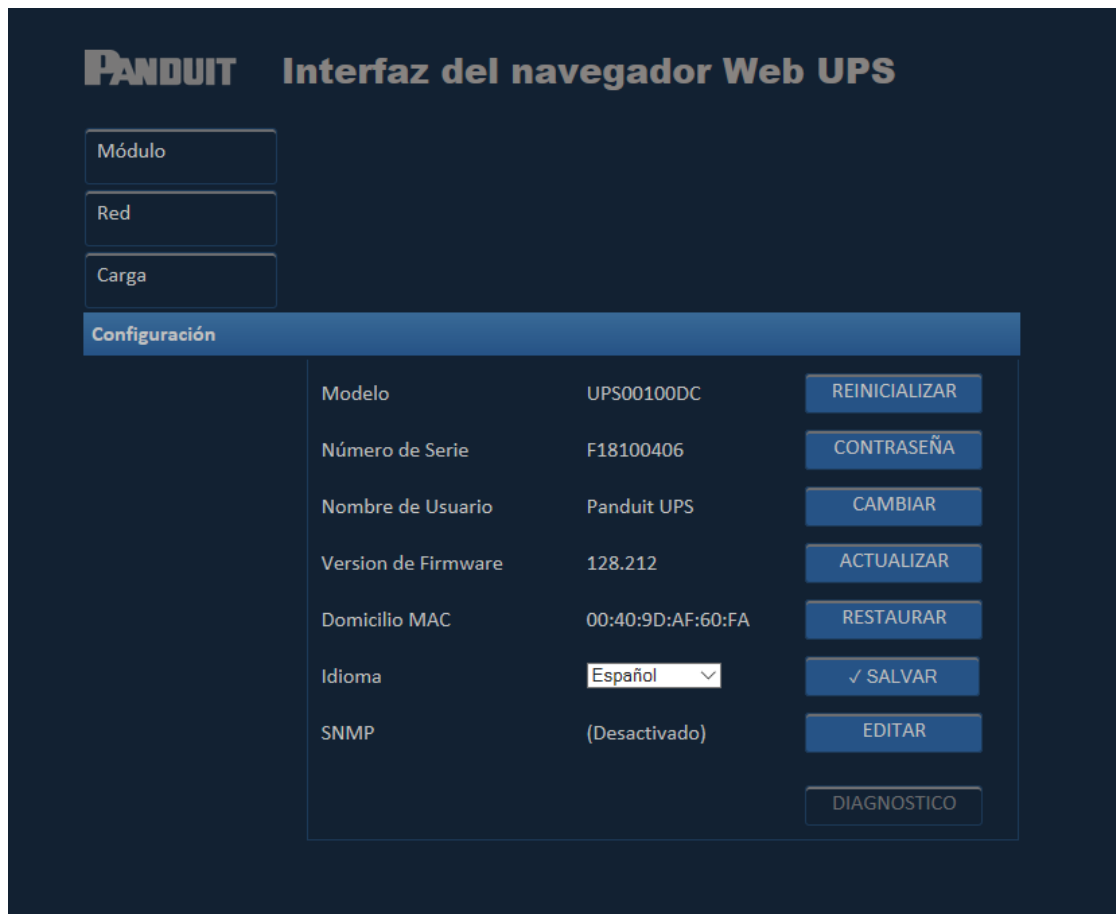 PANDUIT Interfaz del navegador Web UPS
Módulo
Red
Carga
Configuración
Modelo UPS00100DC REINICIALIZAR
Número de Serie F18100406 CONTRASEÑA
Nombre de Usuario Panduit UPS CAMBIAR
Version de Firmware 128.212 ACTUALIZAR
Domicilio MAC 00:40:9D:AF:60:FA RESTAURAR
Idioma Español ✓ SALVAR
SNMP (Desactivado) EDITAR
DIAGNOSTICO